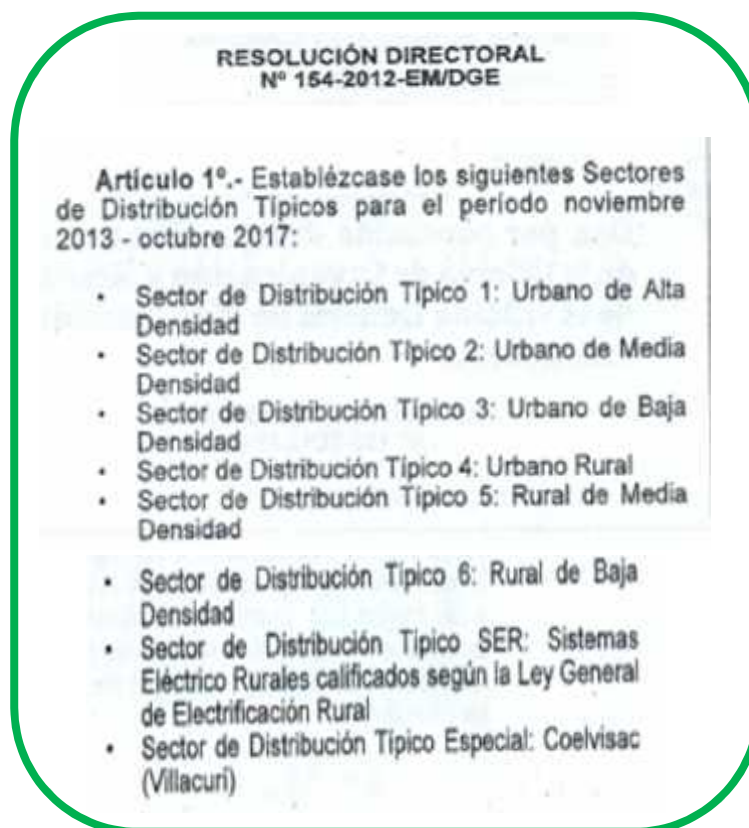 RESOLUCIÓN DIRECTORAL
Nº 154-2012-EM/DGE
Artículo 1º.- Establézcase los siguientes Sectores
de Distribución Típicos para el período noviembre
2013 - octubre 2017:
• Sector de Distribución Típico 1: Urbano de Alta
Densidad
• Sector de Distribución Típico 2: Urbano de Media
Densidad
• Sector de Distribución Típico 3: Urbano de Baja
Densidad
• Sector de Distribución Típico 4: Urbano Rural
• Sector de Distribución Típico 5: Rural de Media
Densidad
• Sector de Distribución Típico 6: Rural de Baja
Densidad
• Sector de Distribución Típico SER: Sistemas
Eléctrico Rurales calificados según la Ley General
de Electrificación Rural
• Sector de Distribución Típico Especial: Coelvisac
(Villacurí)